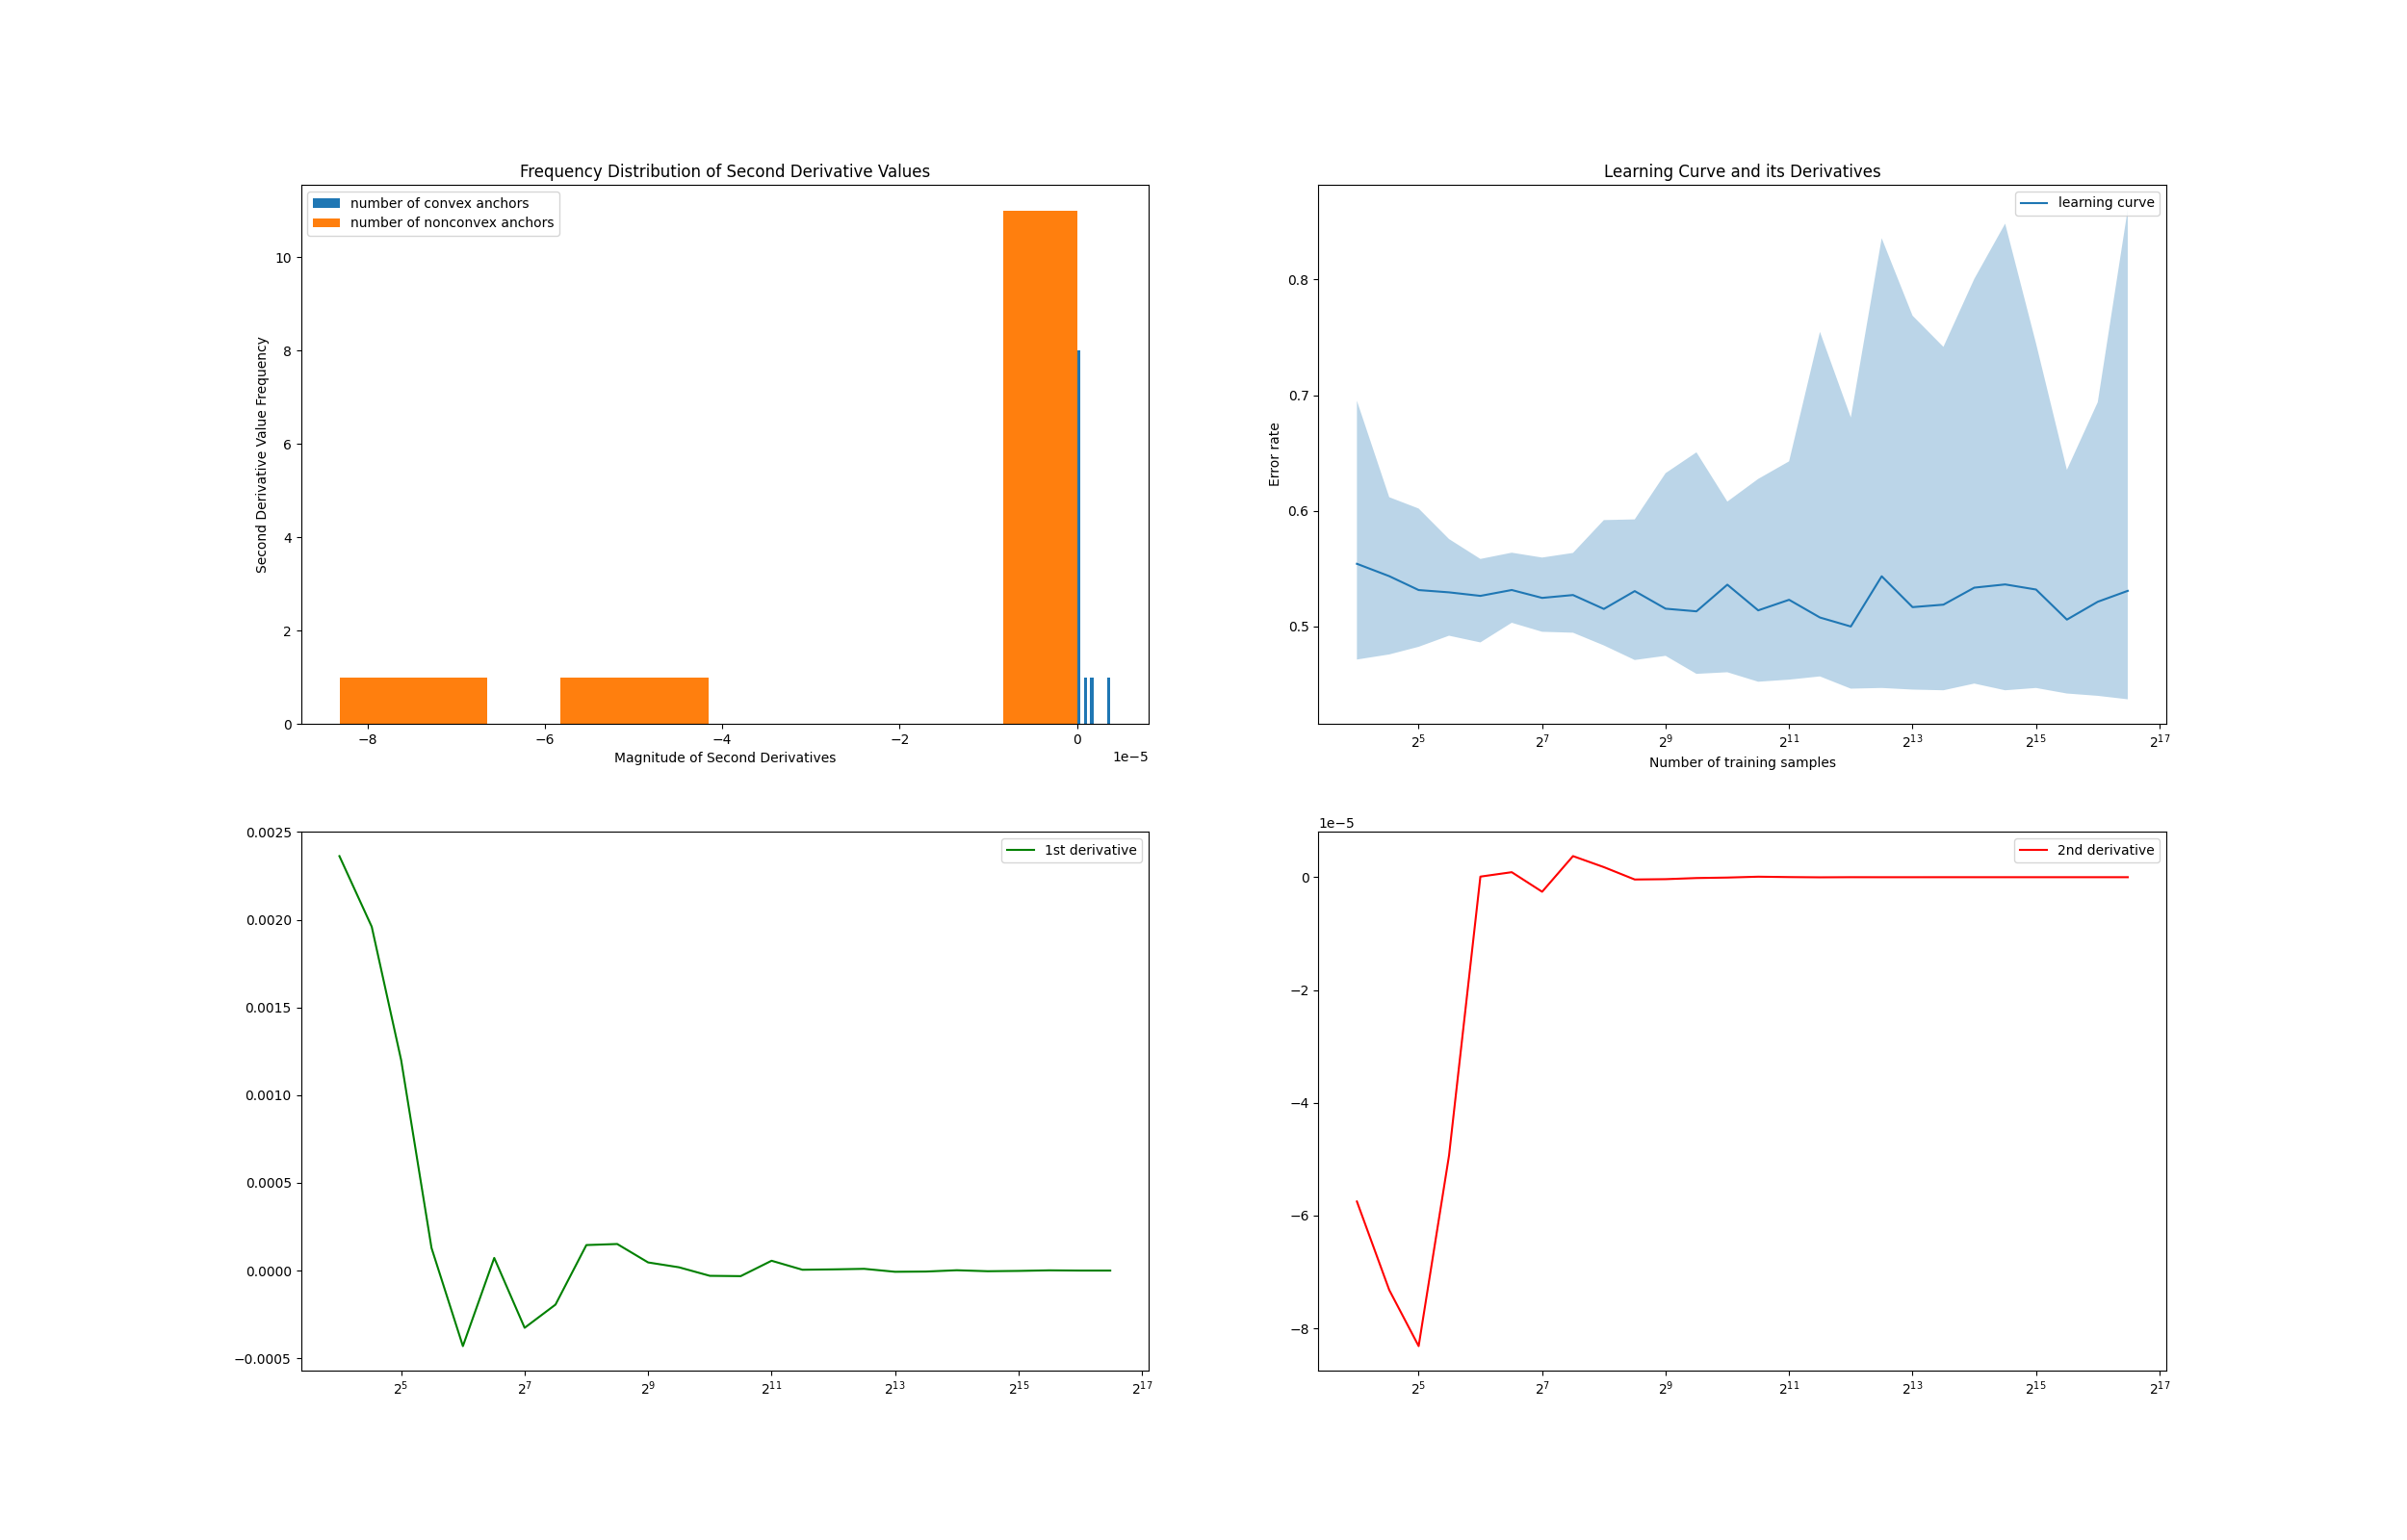 Frequency Distribution of Second Derivative Values
number of convex anchors
number of nonconvex anchors
Second Derivative Value Frequency
10
8
6
4
2
0
−8 −6 −4 −2 0
1e−5
Magnitude of Second Derivatives
Learning Curve and its Derivatives
learning curve
Error rate
0.8
0.7
0.6
0.5
2^5 2^7 2^9 2^11 2^13 2^15 2^17
Number of training samples
1st derivative
0.0025
0.0020
0.0015
0.0010
0.0005
0.0000
−0.0005
2^5 2^7 2^9 2^11 2^13 2^15 2^17
1e−5
2nd derivative
0
−2
−4
−6
−8
2^5 2^7 2^9 2^11 2^13 2^15 2^17